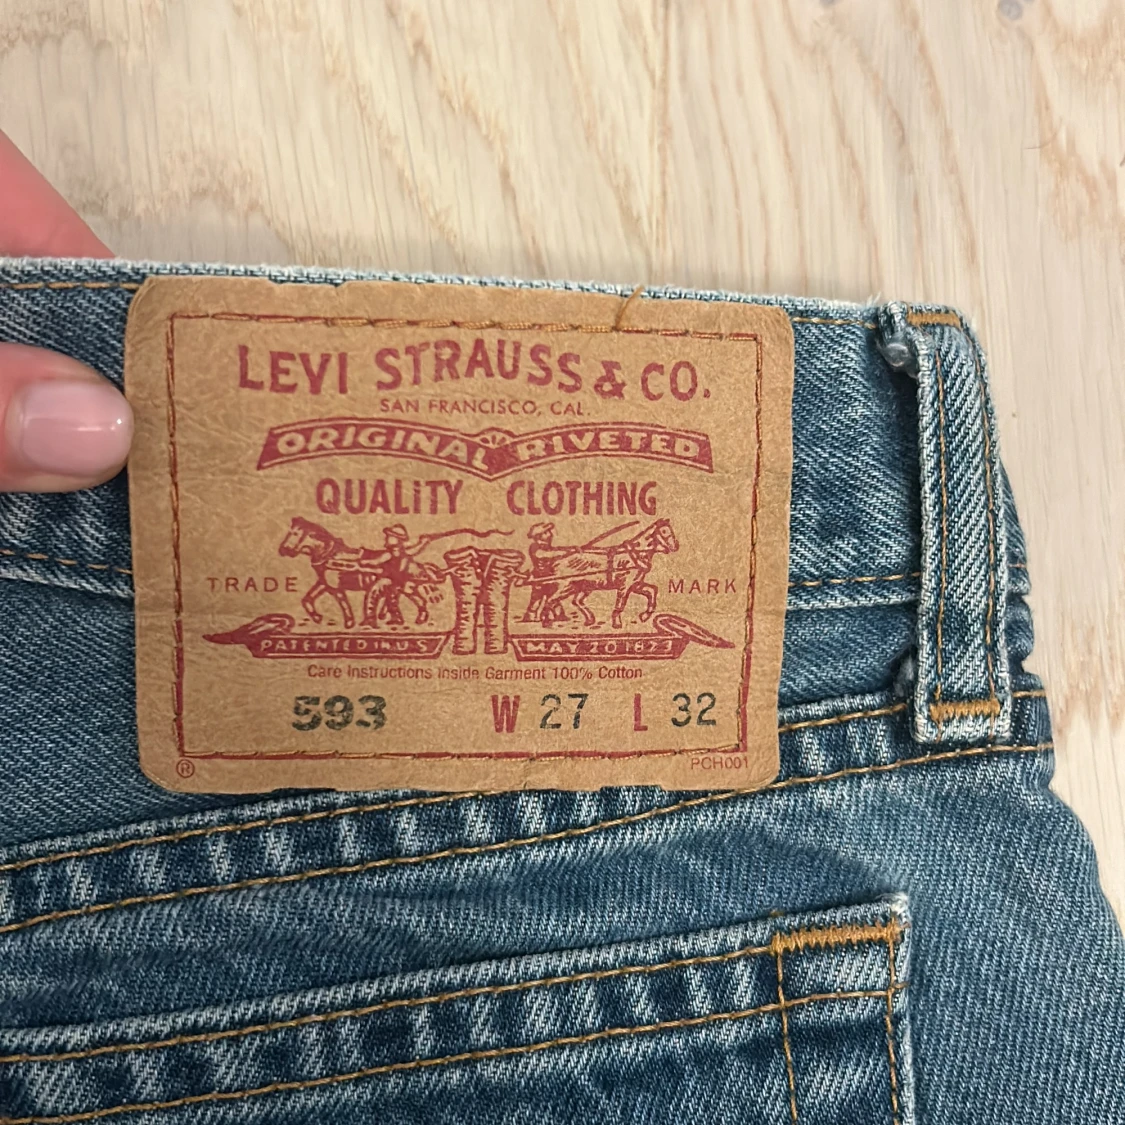 LEVI STRAUSS & CO.
SAN FRANCISCO, CAL.
ORIGINAL RIVETED
QUALITY CLOTHING
TRADE MARK
PATENTED IN U S MAY 20 1873
Care Instructions Inside Garment 100% Cotton
593 W 27 L 32
® PCH001